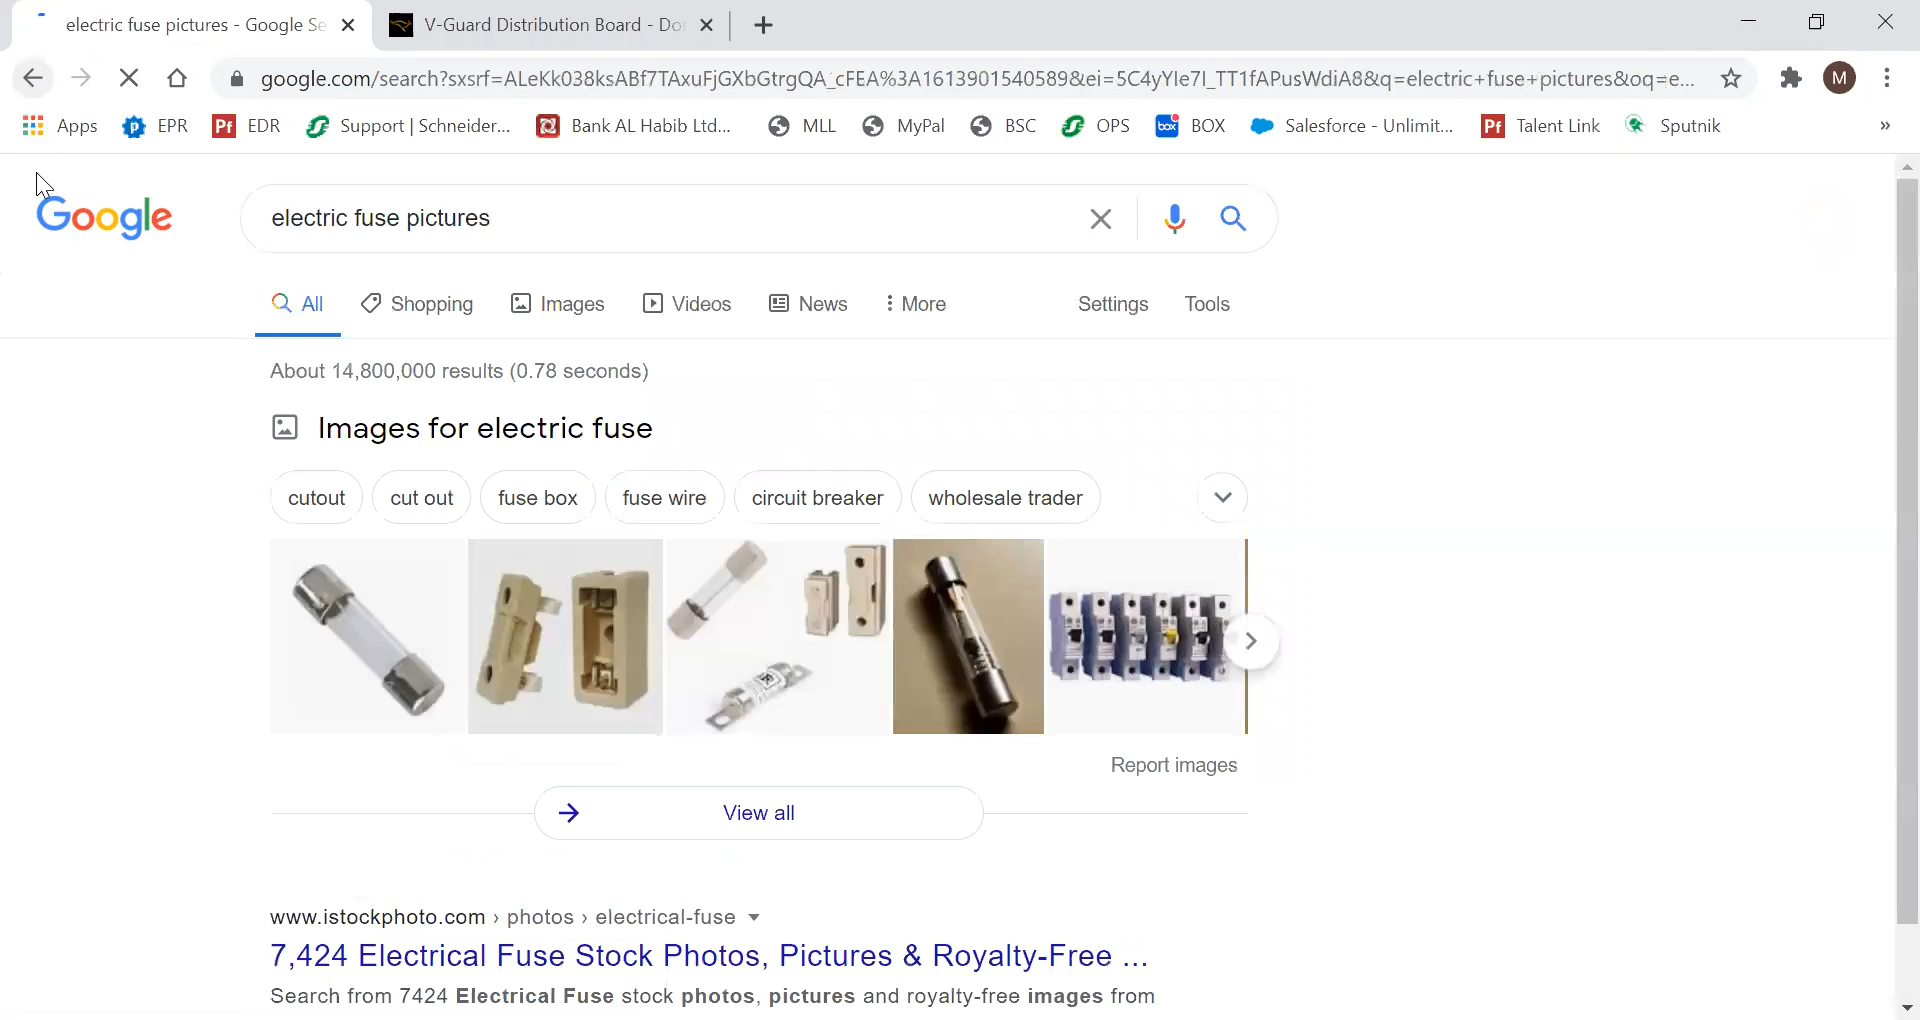 electric fuse pictures - Google Se
V-Guard Distribution Board - Do
google.com/search?sxsrf=ALeKk038ksABf7TAxuFjGXbGtrgQA_cFEA%3A1613901540589&ei=5C4yYIe7I_TT1fAPusWdiA8&q=electric+fuse+pictures&oq=e...
M
Apps
EPR
Pf EDR
Support | Schneider...
Bank AL Habib Ltd...
MLL
MyPal
BSC
OPS
box BOX
Salesforce - Unlimit...
Pf Talent Link
Sputnik
»
Google
electric fuse pictures
All
Shopping
Images
Videos
News
More
Settings
Tools
About 14,800,000 results (0.78 seconds)
Images for electric fuse
cutout
cut out
fuse box
fuse wire
circuit breaker
wholesale trader
Report images
View all
www.istockphoto.com › photos › electrical-fuse
7,424 Electrical Fuse Stock Photos, Pictures & Royalty-Free ...
Search from 7424 Electrical Fuse stock photos, pictures and royalty-free images from